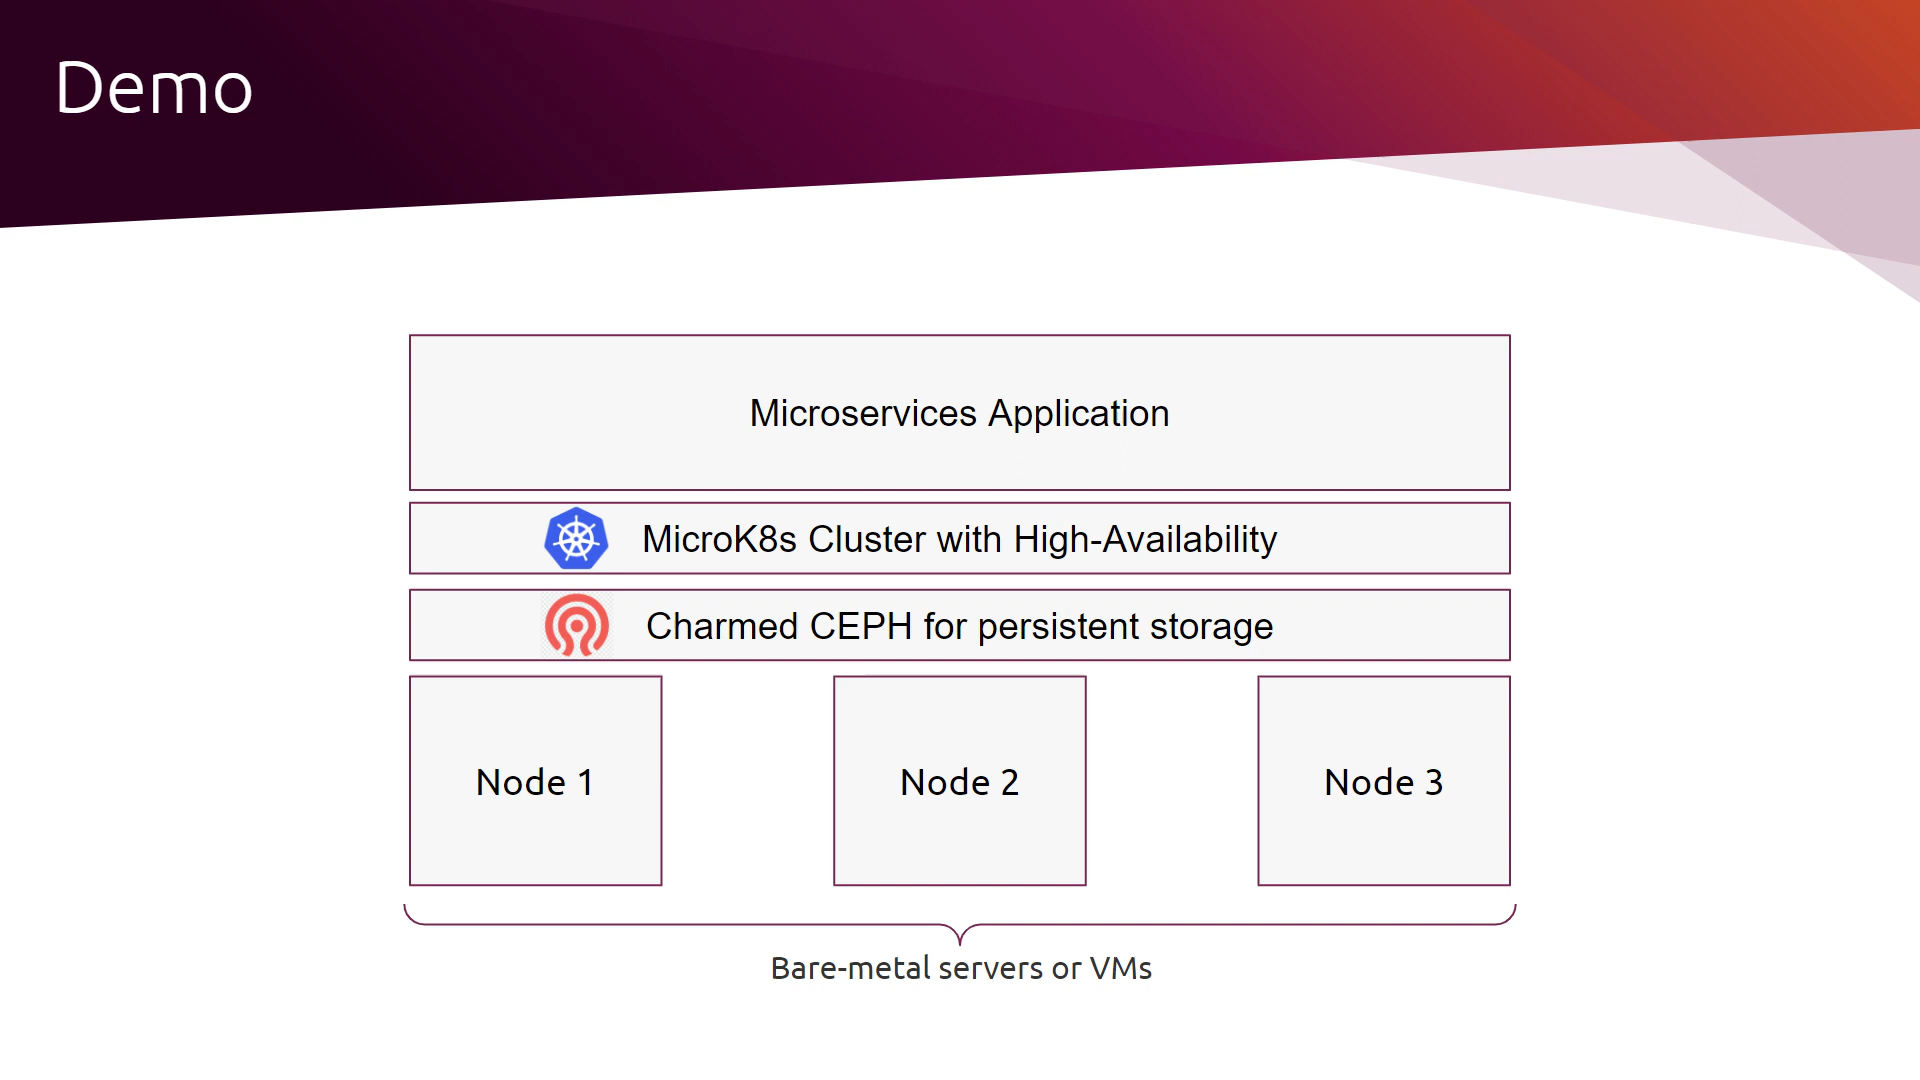 Demo
Microservices Application
MicroK8s Cluster with High-Availability
Charmed CEPH for persistent storage
Node 1
Node 2
Node 3
Bare-metal servers or VMs